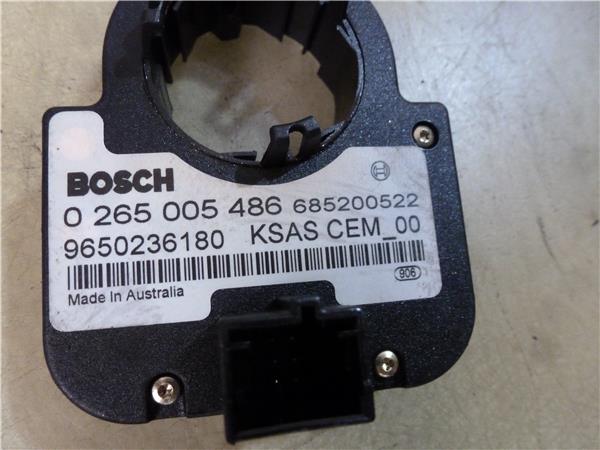 BOSCH
0 265 005 486 685200522
9650236180 KSAS CEM_00
Made In Australia
906